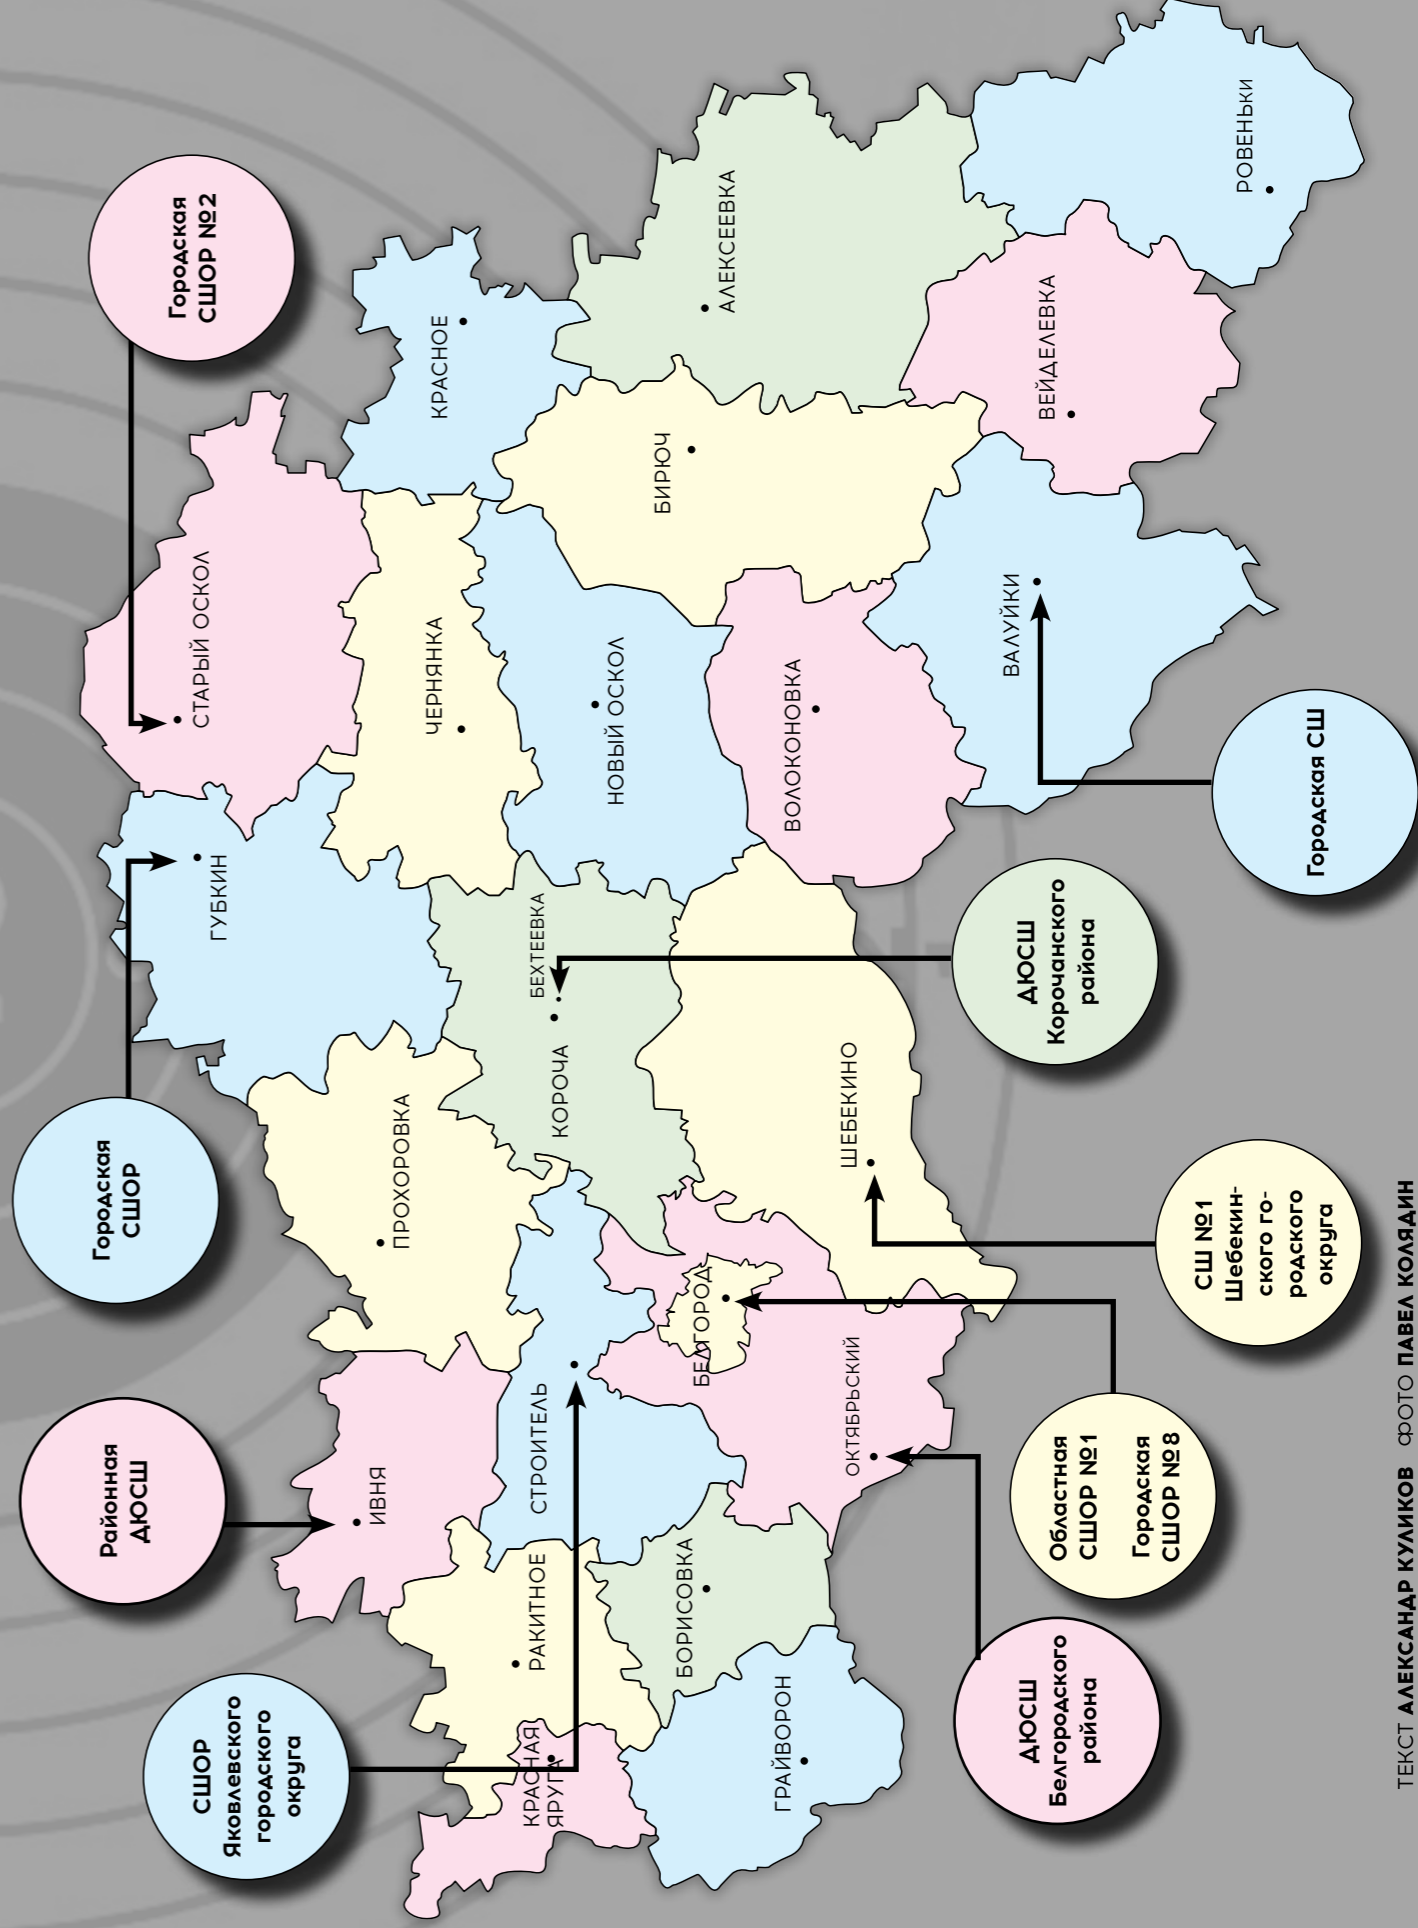 СШОР
Яковлевского
городского
округа
Районная
ДЮСШ
Городская
СШОР
Городская
СШОР №2
КРАСНАЯ
ЯРУГА
РАКИТНОЕ
ИВНЯ
СТРОИТЕЛЬ
ПРОХОРОВКА
ГУБКИН
СТАРЫЙ ОСКОЛ
ЧЕРНЯНКА
КРАСНОЕ
ГРАЙВОРОН
БОРИСОВКА
БЕЛГОРОД
ОКТЯБРЬСКИЙ
КОРОЧА
БЕХТЕЕВКА
НОВЫЙ ОСКОЛ
БИРЮЧ
АЛЕКСЕЕВКА
ШЕБЕКИНО
ВОЛОКОНОВКА
ВАЛУЙКИ
ВЕЙДЕЛЕВКА
РОВЕНЬКИ
ДЮСШ
Белгородского
района
Областная
СШОР №1
Городская
СШОР №8
СШ №1
Шебекин-
ского го-
родского
округа
ДЮСШ
Корочанского
района
Городская СШ
ТЕКСТ АЛЕКСАНДР КУЛИКОВ ФОТО ПАВЕЛ КОЛЯДИН